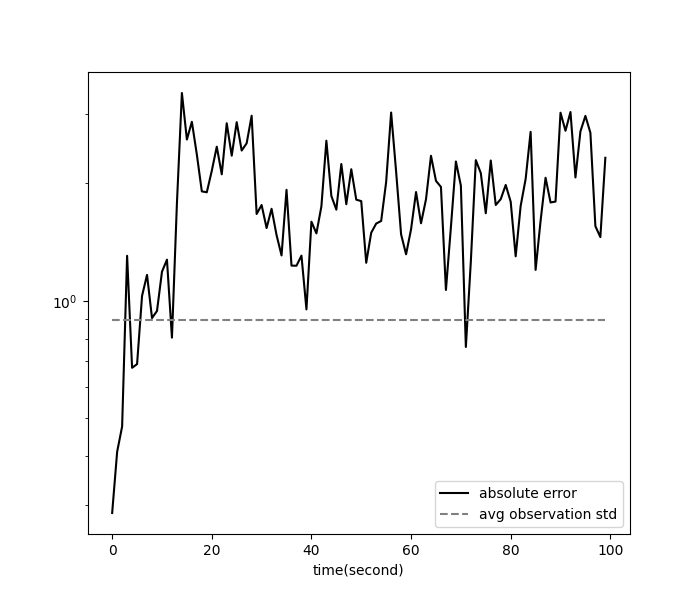 10⁰
0 20 40 60 80 100
time(second)
absolute error
avg observation std